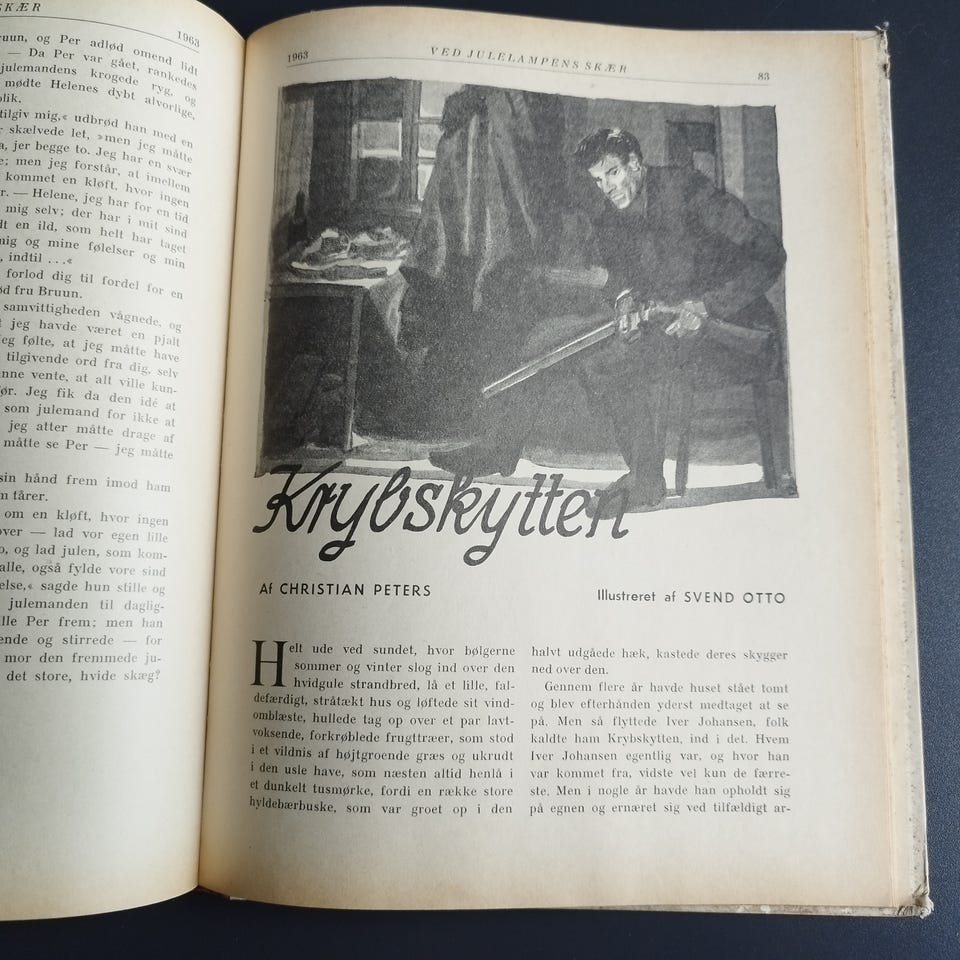 SKÆR
1963
ruun, og Per adlød omend lidt
— Da Per var gået, rankedes
julemandens krogede ryg, og
mødte Helenes dybt alvorlige,
blik.
tilgiv mig,« udbrød han med en
skælvede let, »men jeg måtte
a, jer begge to. Jeg har en svær
e; men jeg forstår, at imellem
kommet en kløft, hvor ingen
r. — Helene, jeg har for en tid
mig selv; der har i mit sind
dt en ild, som helt har taget
mig og mine følelser og min
, indtil . . .«
forlod dig til fordel for en
ød fru Bruun.
samvittigheden vågnede, og
t jeg havde været en pjalt
eg følte, at jeg måtte have
tilgivende ord fra dig, selv
nne vente, at alt ville kun-
ør. Jeg fik da den idé at
som julemand for ikke at
jeg atter måtte drage af
måtte se Per — jeg måtte
sin hånd frem imod ham
m tårer.
om en kløft, hvor ingen
over — lad vor egen lille
o, og lad julen, som kom-
alle, også fylde vore sind
else,« sagde hun stille og
julemanden til daglig-
lle Per frem; men han
ende og stirrede — for
mor den fremmede ju-
det store, hvide skæg?
1963
VED JULELAMPENS SKÆR
83
Krybskytten
Af CHRISTIAN PETERS
Illustreret af SVEND OTTO
Helt ude ved sundet, hvor bølgerne
sommer og vinter slog ind over den
hvidgule strandbred, lå et lille, fal-
defærdigt, stråtækt hus og løftede sit vind-
omblæste, hullede tag op over et par lavt-
voksende, forkrøblede frugttræer, som stod
i et vildnis af højtgroende græs og ukrudt
i den usle have, som næsten altid henlå i
et dunkelt tusmørke, fordi en række store
hyldebærbuske, som var groet op i den
halvt udgåede hæk, kastede deres skygger
ned over den.
Gennem flere år havde huset stået tomt
og blev efterhånden yderst medtaget at se
på. Men så flyttede Iver Johansen, folk
kaldte ham Krybskytten, ind i det. Hvem
Iver Johansen egentlig var, og hvor han
var kommet fra, vidste vel kun de færre-
ste. Men i nogle år havde han opholdt sig
på egnen og ernæret sig ved tilfældigt ar-